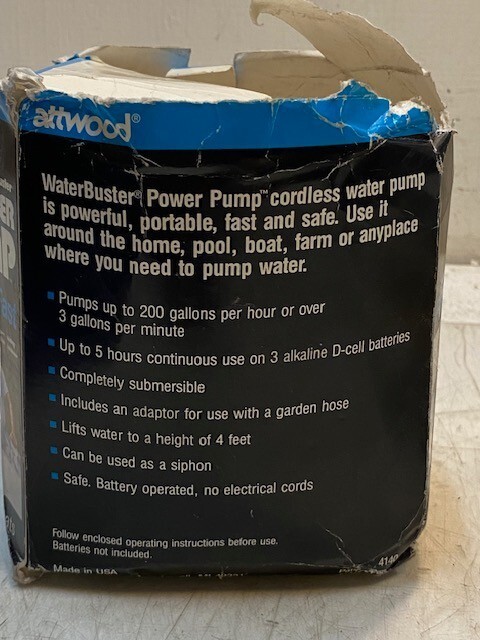 attwood®
WaterBuster® Power Pump™ cordless water pump
is powerful, portable, fast and safe. Use it
around the home, pool, boat, farm or anyplace
where you need to pump water.
Pumps up to 200 gallons per hour or over
3 gallons per minute
Up to 5 hours continuous use on 3 alkaline D-cell batteries
Completely submersible
Includes an adaptor for use with a garden hose
Lifts water to a height of 4 feet
Can be used as a siphon
Safe. Battery operated, no electrical cords
Follow enclosed operating instructions before use.
Batteries not included.
Made in USA